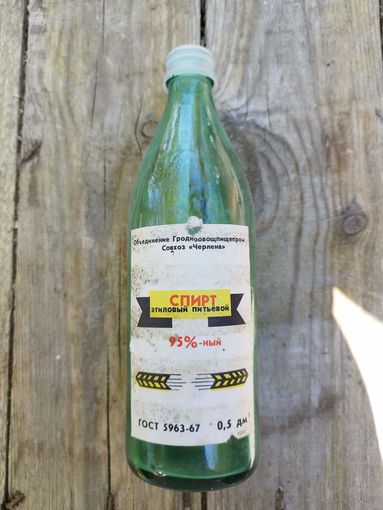 Объединение Гродноовощпищепром
Совхоз «Черлена»
СПИРТ
этиловый питьевой
95%-ный
ГОСТ 5963-67 0,5 дм³